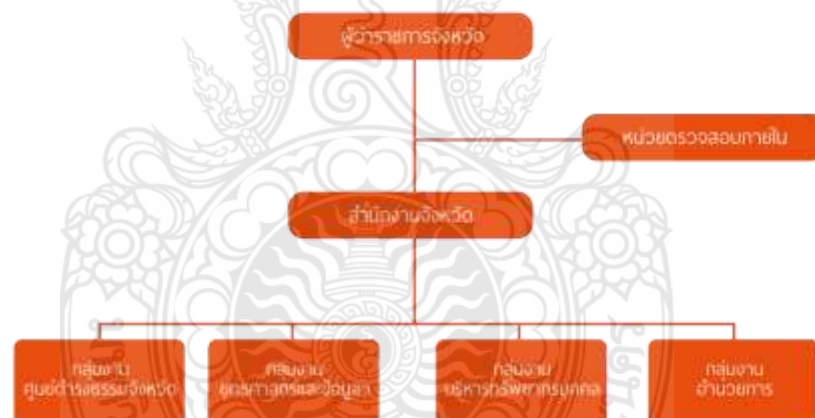 ผู้ว่าราชการจังหวัด
หน่วยตรวจสอบภายใน
สำนักงานจังหวัด
กลุ่มงาน
ศูนย์ดำรงธรรมจังหวัด
กลุ่มงาน
ยุทธศาสตร์และข้อมูลฯ
กลุ่มงาน
บริหารทรัพยากรบุคคล
กลุ่มงาน
อำนวยการ